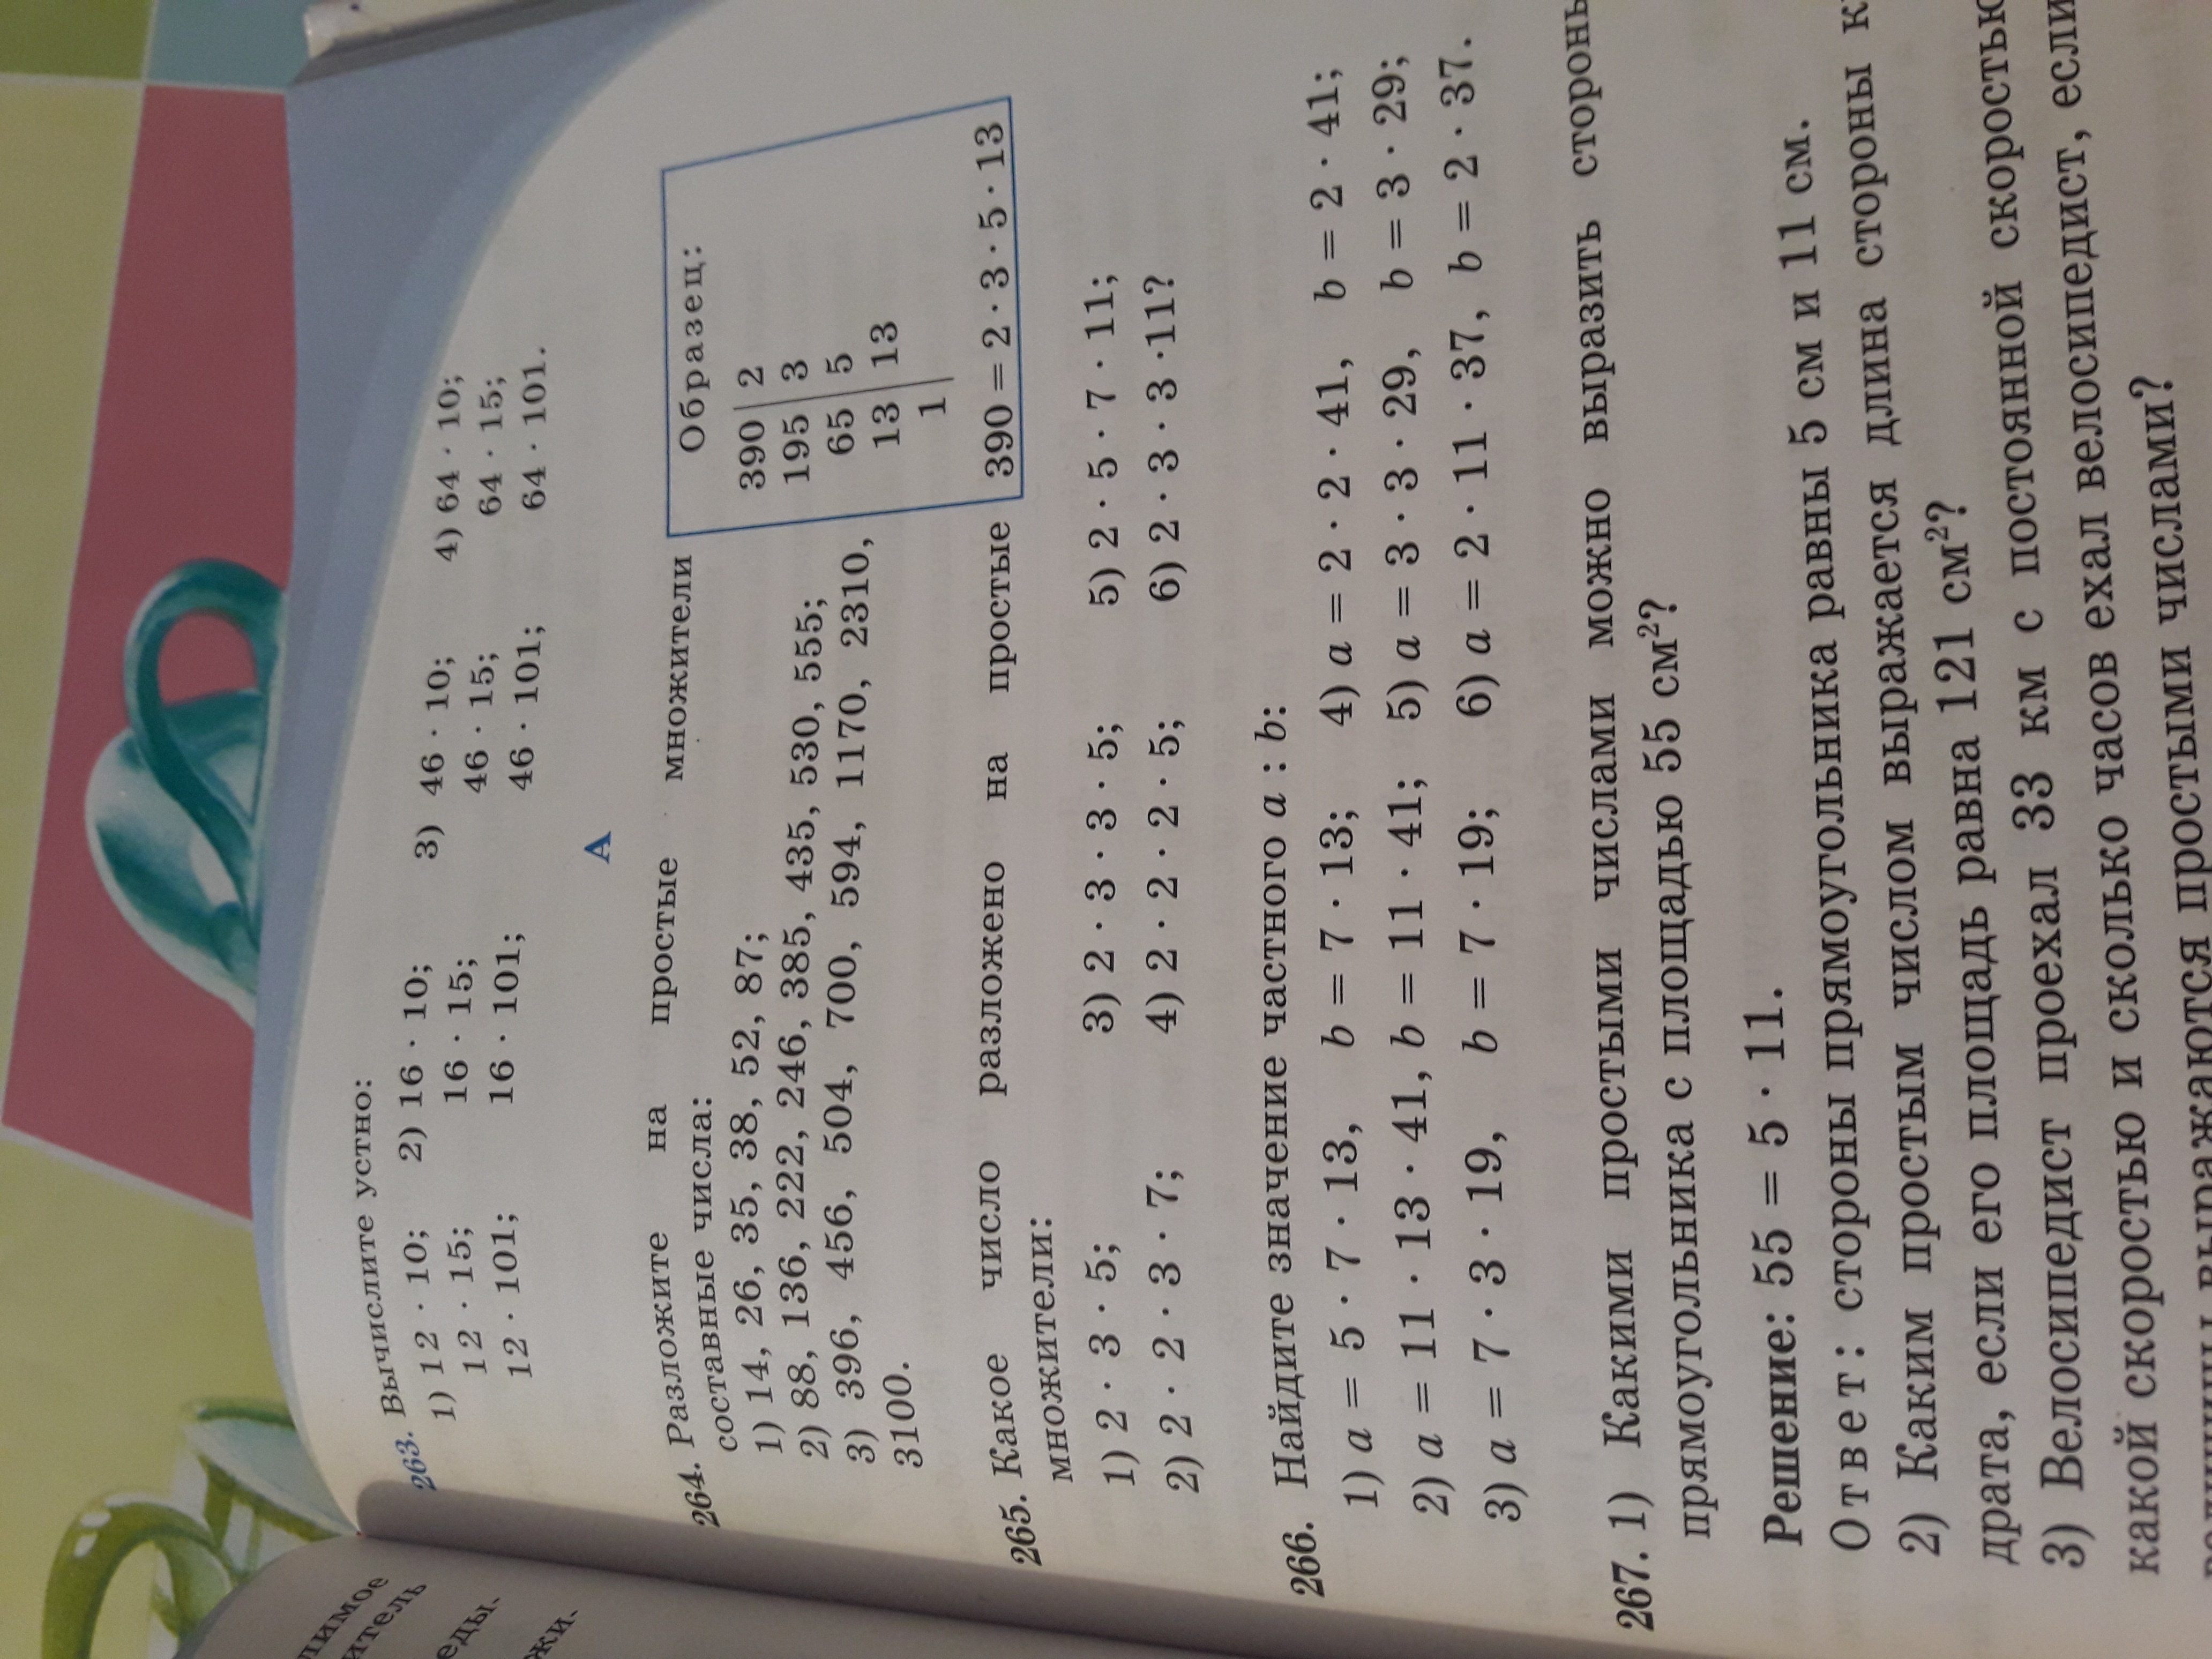 263. Вычислите устно:
1) 12 · 10; 2) 16 · 10; 3) 46 · 10; 4) 64 · 10;
12 · 15; 16 · 15; 46 · 15; 64 · 15;
12 · 101; 16 · 101; 46 · 101; 64 · 101.
А
264. Разложите на простые множители
составные числа:
1) 14, 26, 35, 38, 52, 87;
2) 88, 136, 222, 246, 385, 435, 530, 555;
3) 396, 456, 504, 700, 594, 1170, 2310,
3100.
Образец:
390 2
195 3
65 5
13 13
1
390 = 2 · 3 · 5 · 13
265. Какое число разложено на простые
множители:
1) 2 · 3 · 5; 3) 2 · 3 · 3 · 3 · 5; 5) 2 · 5 · 7 · 11;
2) 2 · 2 · 3 · 7; 4) 2 · 2 · 2 · 2 · 5; 6) 2 · 3 · 3 · 3 ·11?
266. Найдите значение частного a : b:
1) a = 5 · 7 · 13, b = 7 · 13; 4) a = 2 · 2 · 41, b = 2 · 41;
2) a = 11 · 13 · 41, b = 11 · 41; 5) a = 3 · 3 · 29, b = 3 · 29;
3) a = 7 · 3 · 19, b = 7 · 19; 6) a = 2 · 11 · 37, b = 2 · 37.
267. 1) Какими простыми числами можно выразить
прямоугольника с площадью 55 см²?
Решение: 55 = 5 · 11.
Ответ: стороны прямоугольника равны 5 см и 11 см.
2) Каким простым числом выражается длина стороны
драта, если его площадь равна 121 см²?
3) Велосипедист проехал 33 км с постоянной
какой скоростью и сколько часов ехал велосипедист, если
выражаются простыми числами?